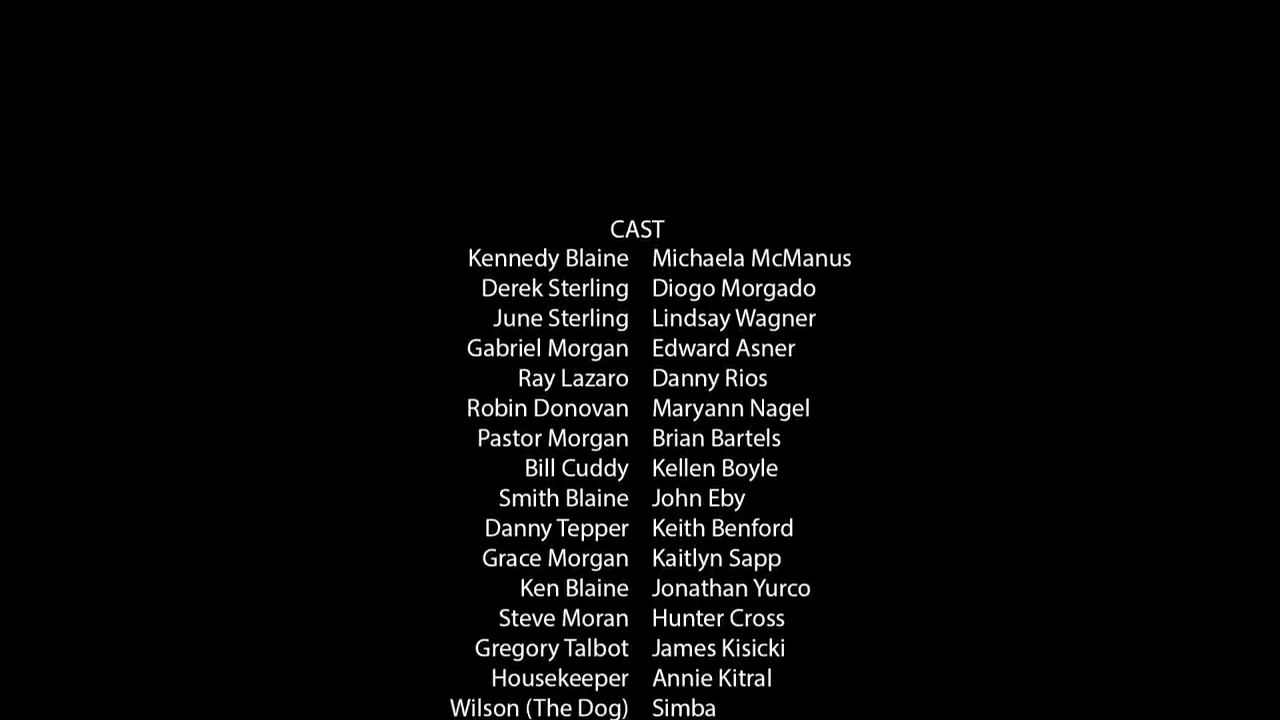 CAST
Kennedy Blaine Michaela McManus
Derek Sterling Diogo Morgado
June Sterling Lindsay Wagner
Gabriel Morgan Edward Asner
Ray Lazaro Danny Rios
Robin Donovan Maryann Nagel
Pastor Morgan Brian Bartels
Bill Cuddy Kellen Boyle
Smith Blaine John Eby
Danny Tepper Keith Benford
Grace Morgan Kaitlyn Sapp
Ken Blaine Jonathan Yurco
Steve Moran Hunter Cross
Gregory Talbot James Kisicki
Housekeeper Annie Kitral
Wilson (The Dog) Simba